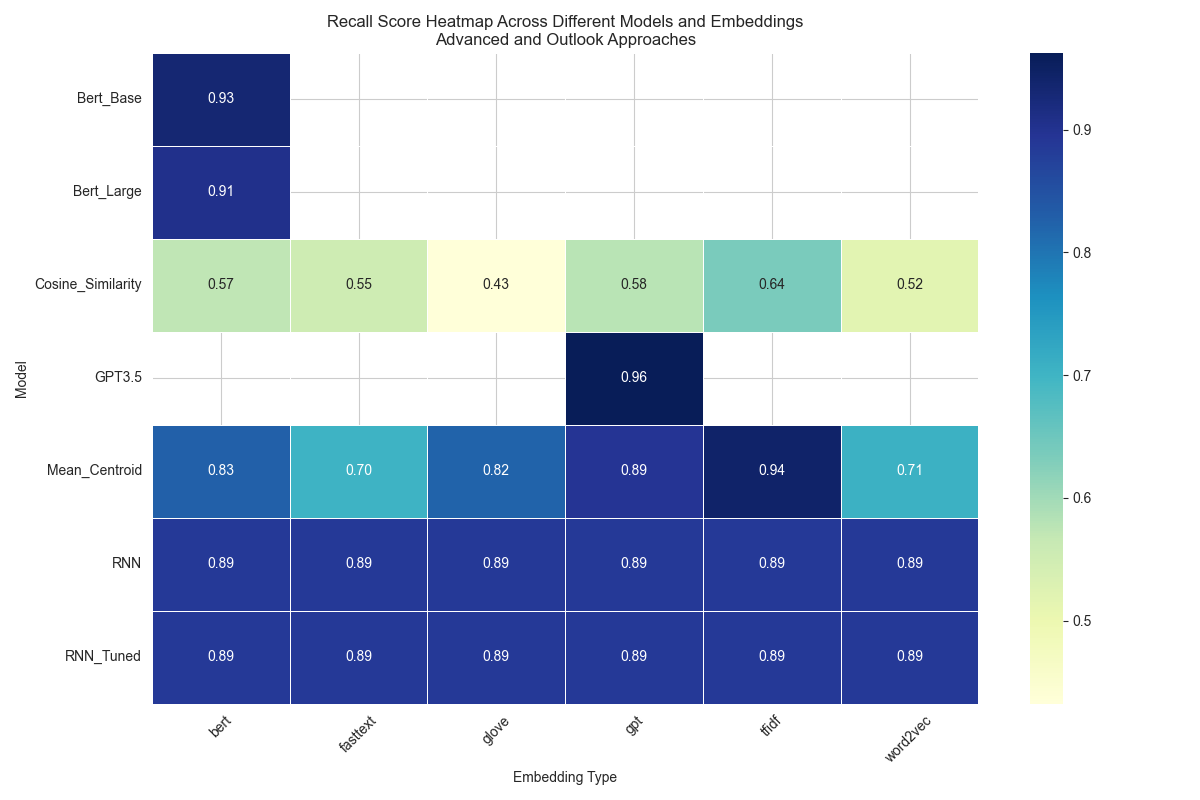 Recall Score Heatmap Across Different Models and Embeddings
Advanced and Outlook Approaches
Model
Bert_Base 0.93
Bert_Large 0.91
Cosine_Similarity 0.57 0.55 0.43 0.58 0.64 0.52
GPT3.5 0.96
Mean_Centroid 0.83 0.70 0.82 0.89 0.94 0.71
RNN 0.89 0.89 0.89 0.89 0.89 0.89
RNN_Tuned 0.89 0.89 0.89 0.89 0.89 0.89
bert fasttext glove gpt tfidf word2vec
Embedding Type
0.9
0.8
0.7
0.6
0.5